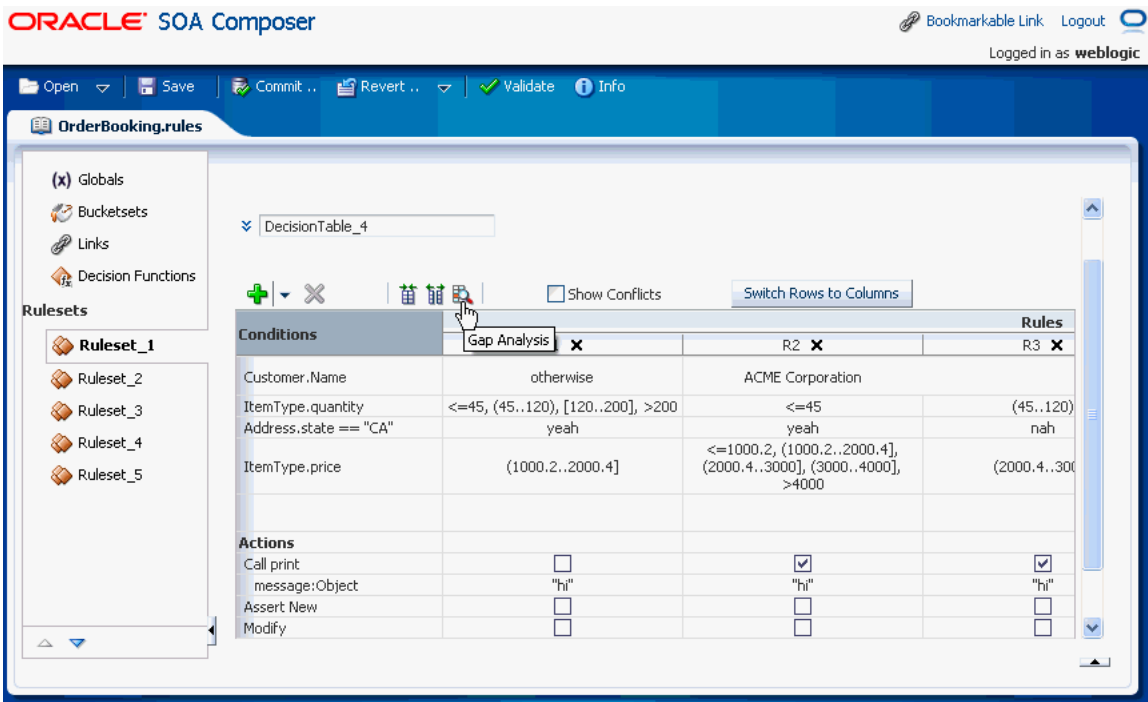 ORACLE® SOA Composer
Bookmarkable Link Logout
Logged in as weblogic
Open Save Commit .. Revert .. Validate Info
OrderBooking.rules
(x) Globals
Bucketsets
Links
Decision Functions
Rulesets
Ruleset_1
Ruleset_2
Ruleset_3
Ruleset_4
Ruleset_5
DecisionTable_4
Show Conflicts Switch Rows to Columns
Conditions Rules
Gap Analysis R2 R3
Customer.Name otherwise ACME Corporation
ItemType.quantity <=45, (45..120), [120..200], >200 <=45 (45..120)
Address.state == "CA" yeah yeah nah
<=1000.2, (1000.2..2000.4],
ItemType.price (1000.2..2000.4] (2000.4..3000], (3000..4000], (2000.4..300
>4000
Actions
Call print
message:Object "hi" "hi" "hi"
Assert New
Modify